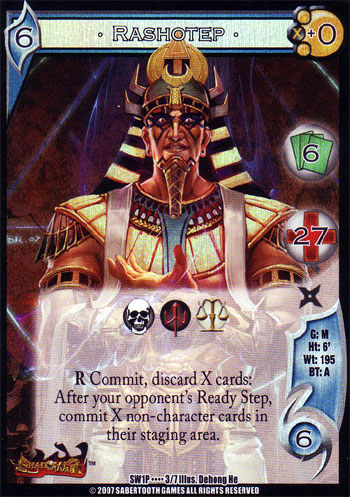 6
· RASHOTEP ·
X +0
6
27
G: M
Ht: 6'
Wt: 195
BT: A
R Commit, discard X cards:
After your opponent's Ready Step,
commit X non-character cards in
their staging area.
6
SHADOWAR™
SW1P •••• 3/7 Illus. Dehong He
© 2007 SABERTOOTH GAMES ALL RIGHTS RESERVED